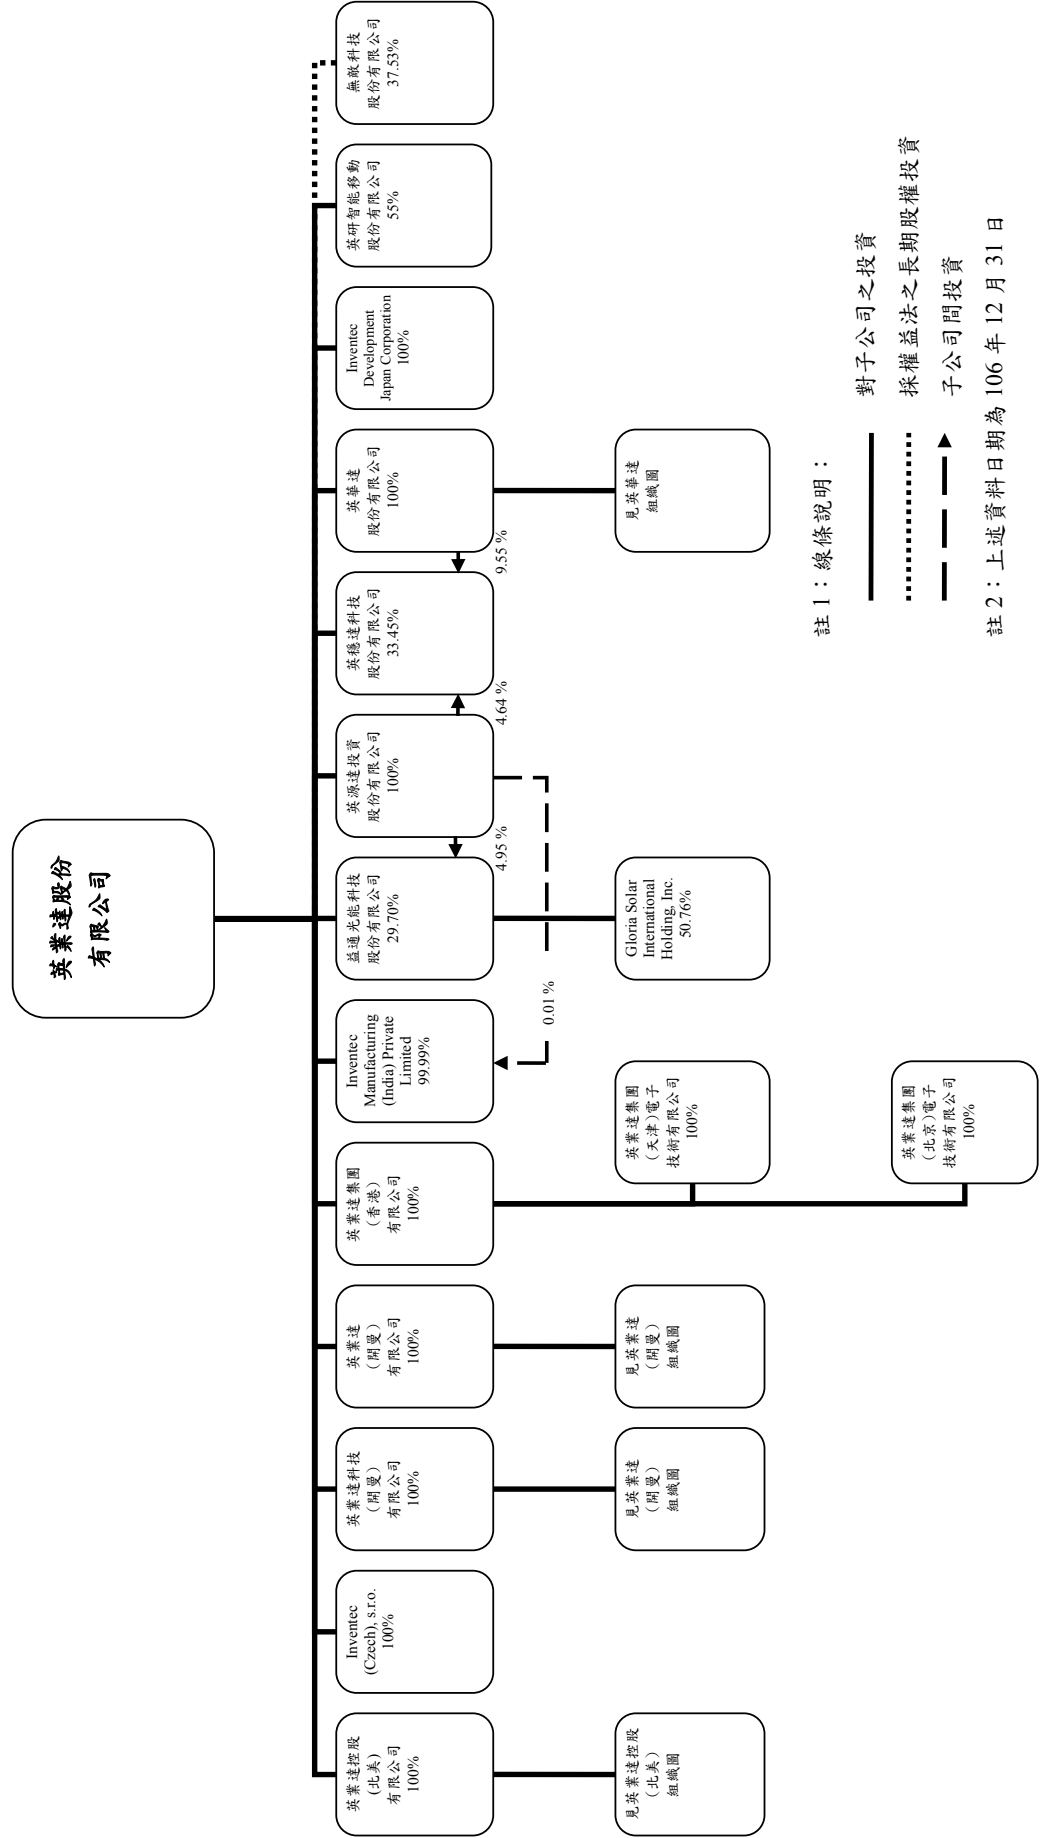 英業達股份
有限公司
英業達控股
(北美)
有限公司
100%
Inventec
(Czech), s.r.o.
100%
英業達科技
（開曼）
有限公司
100%
英業達
（開曼）
有限公司
100%
英業達集團
（香港）
有限公司
100%
Inventec
Manufacturing
(India) Private
Limited
99.99%
益通光能科技
股份有限公司
29.70%
英源達投資
股份有限公司
100%
英穩達科技
股份有限公司
33.45%
英華達
股份有限公司
100%
Inventec
Development
Japan Corporation
100%
英研智能移動
股份有限公司
55%
無敵科技
股份有限公司
37.53%
4.95 %
4.64 %
9.55 %
0.01 %
見英業達控股
（北美）
組織圖
見英業達
（開曼）
組織圖
見英業達
（開曼）
組織圖
英業達集團
（天津）電子
技術有限公司
100%
Gloria Solar
International
Holding, Inc.
50.76%
見英華達
組織圖
英業達集團
（北京）電子
技術有限公司
100%
註 1：線條說明：
對子公司之投資
採權益法之長期股權投資
子公司間投資
註 2：上述資料日期為 106 年 12 月 31 日